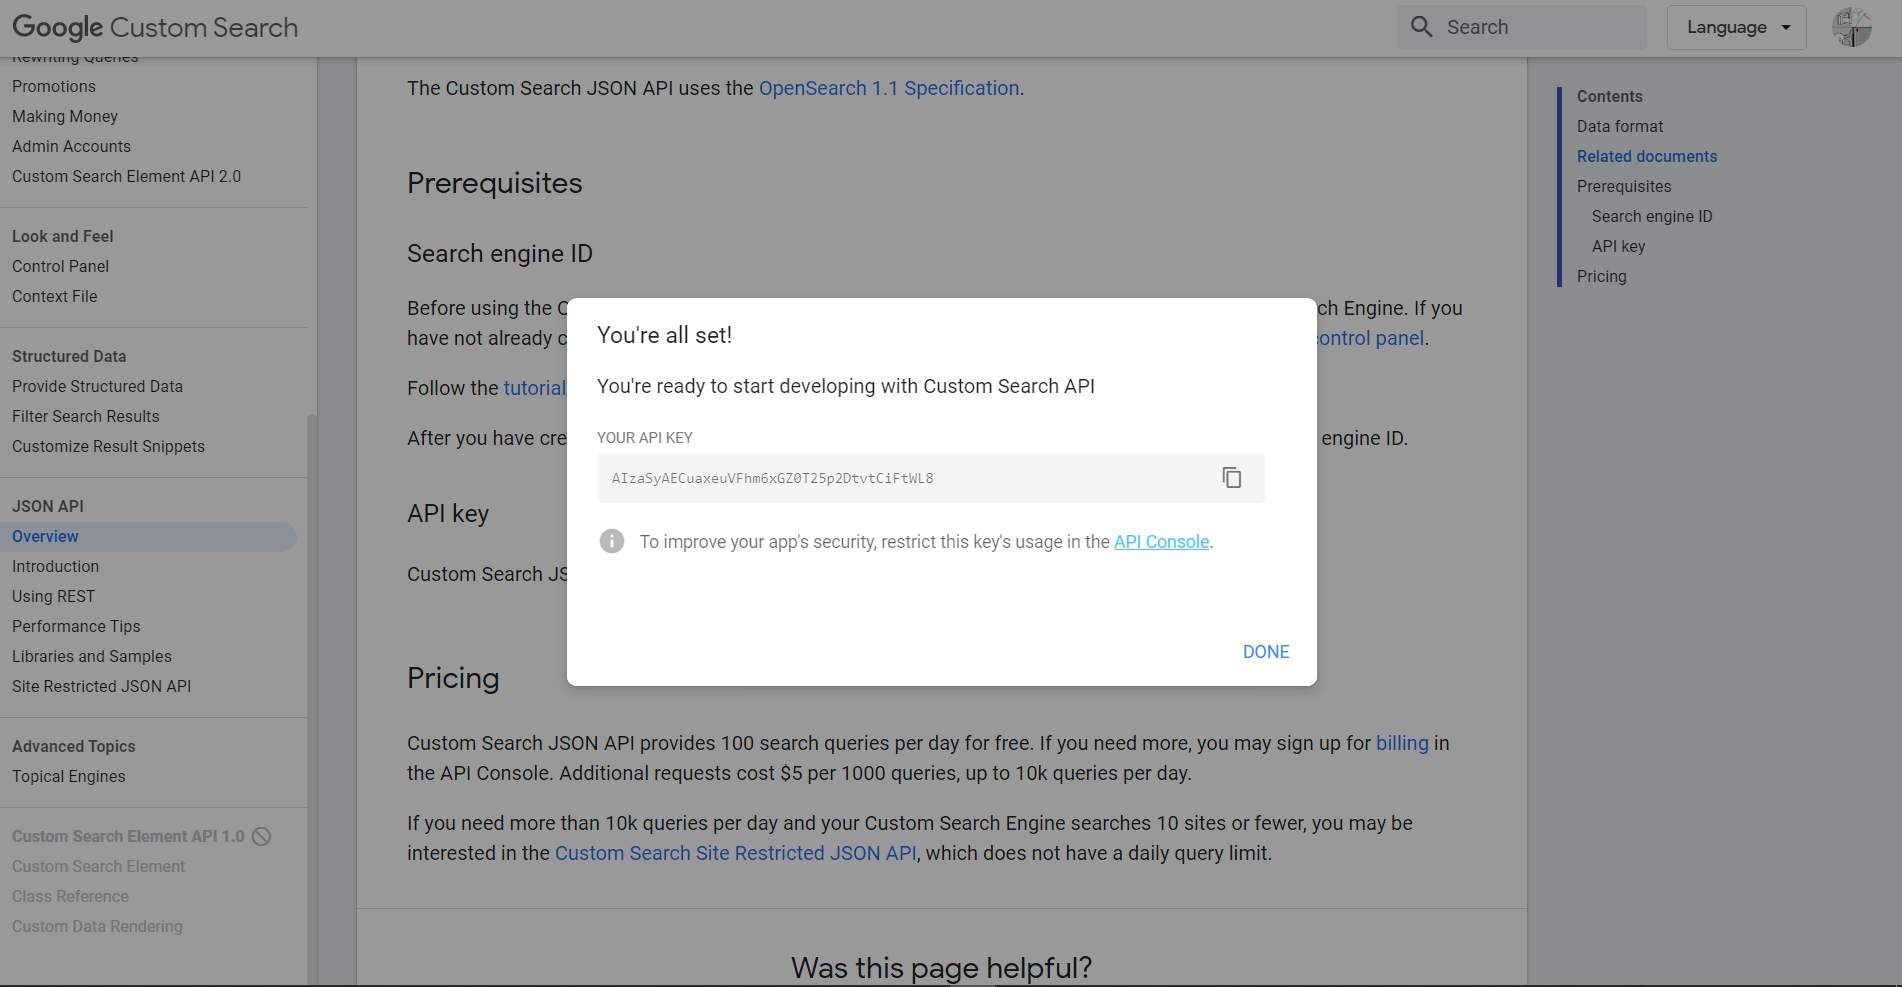 Google Custom Search
Search
Language
Rewriting Queries
Promotions
Making Money
Admin Accounts
Custom Search Element API 2.0
Look and Feel
Control Panel
Context File
Structured Data
Provide Structured Data
Filter Search Results
Customize Result Snippets
JSON API
Overview
Introduction
Using REST
Performance Tips
Libraries and Samples
Site Restricted JSON API
Advanced Topics
Topical Engines
Custom Search Element API 1.0
Custom Search Element
Class Reference
Custom Data Rendering
The Custom Search JSON API uses the OpenSearch 1.1 Specification.
Prerequisites
Search engine ID
Before using the C
ch Engine. If you
have not already c
ontrol panel.
Follow the tutorial
After you have cre
engine ID.
API key
Custom Search JS
You're all set!
You're ready to start developing with Custom Search API
YOUR API KEY
AIzaSyAECuaxeuVFhm6xGZ0T25p2DtvtCiFtWL8
To improve your app's security, restrict this key's usage in the API Console.
DONE
Pricing
Custom Search JSON API provides 100 search queries per day for free. If you need more, you may sign up for billing in
the API Console. Additional requests cost $5 per 1000 queries, up to 10k queries per day.
If you need more than 10k queries per day and your Custom Search Engine searches 10 sites or fewer, you may be
interested in the Custom Search Site Restricted JSON API, which does not have a daily query limit.
Was this page helpful?
Contents
Data format
Related documents
Prerequisites
Search engine ID
API key
Pricing